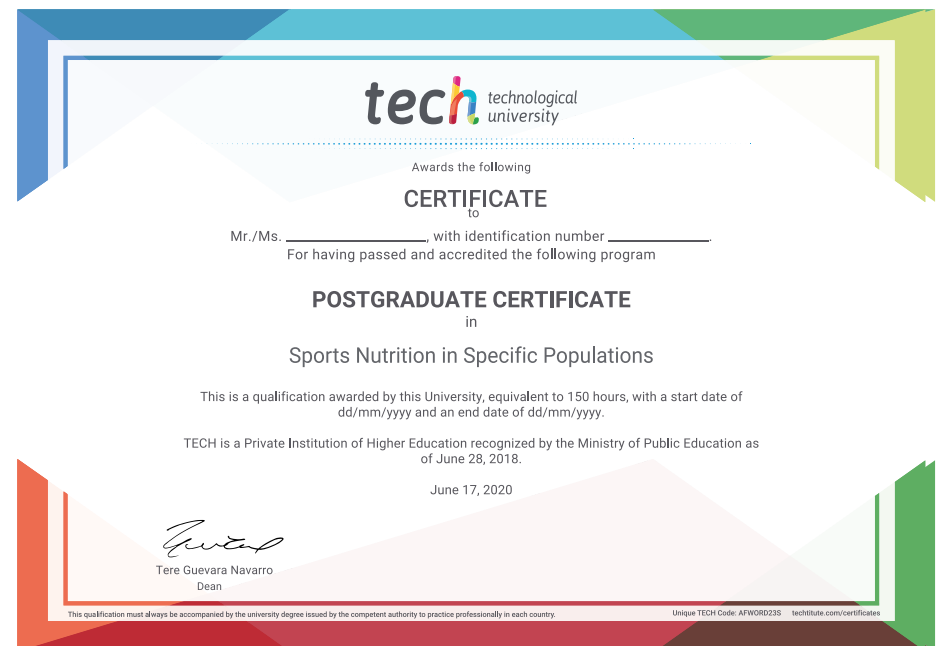 tech technological
university
Awards the following
CERTIFICATE
to
Mr./Ms. ____________________, with identification number ______________.
For having passed and accredited the following program
POSTGRADUATE CERTIFICATE
in
Sports Nutrition in Specific Populations
This is a qualification awarded by this University, equivalent to 150 hours, with a start date of
dd/mm/yyyy and an end date of dd/mm/yyyy.
TECH is a Private Institution of Higher Education recognized by the Ministry of Public Education as
of June 28, 2018.
June 17, 2020
Tere Guevara Navarro
Dean
This qualification must always be accompanied by the university degree issued by the competent authority to practice professionally in each country.
Unique TECH Code: AFWORD23S techtitute.com/certificates